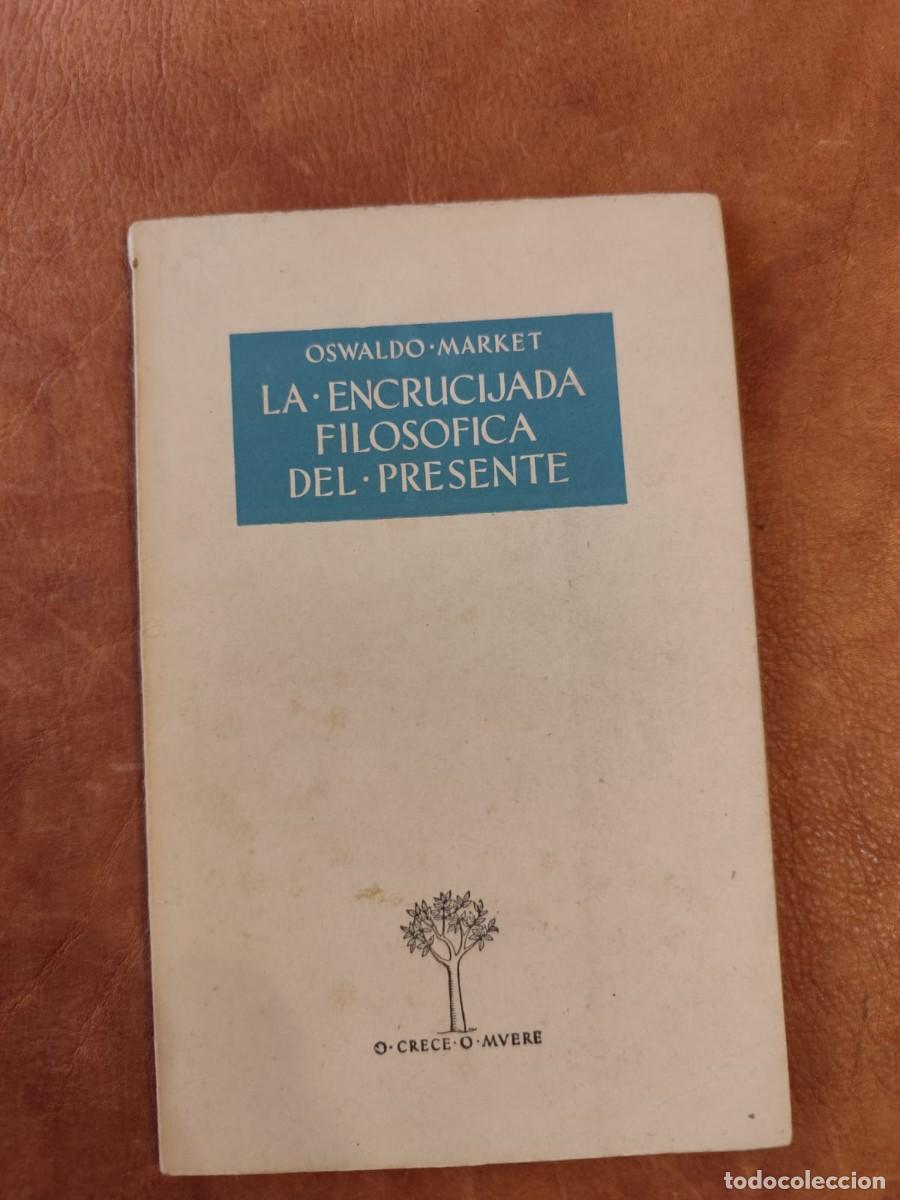 OSWALDO·MARKET
LA·ENCRUCIJADA
FILOSOFICA
DEL·PRESENTE
O·CRECE·O·MVERE
todocoleccion